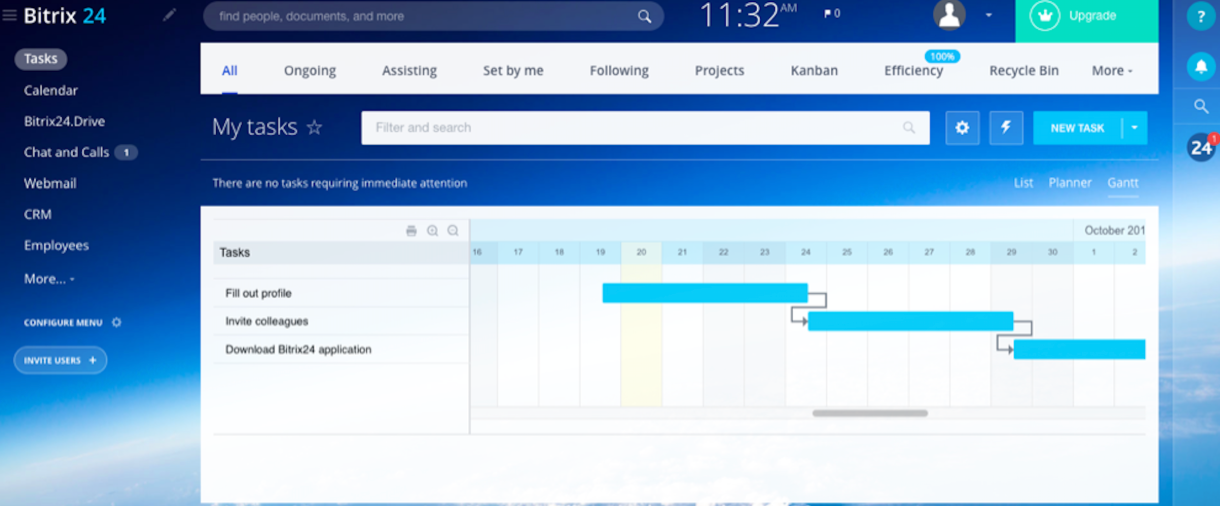 Bitrix 24
find people, documents, and more
11:32 AM
0
Upgrade
?
Tasks
Calendar
Bitrix24.Drive
Chat and Calls 1
Webmail
CRM
Employees
More...
CONFIGURE MENU
INVITE USERS +
All Ongoing Assisting Set by me Following Projects Kanban Efficiency 100% Recycle Bin More
My tasks
Filter and search
NEW TASK
24 1
There are no tasks requiring immediate attention
List Planner Gantt
October 201
Tasks 16 17 18 19 20 21 22 23 24 25 26 27 28 29 30 1 2
Fill out profile
Invite colleagues
Download Bitrix24 application